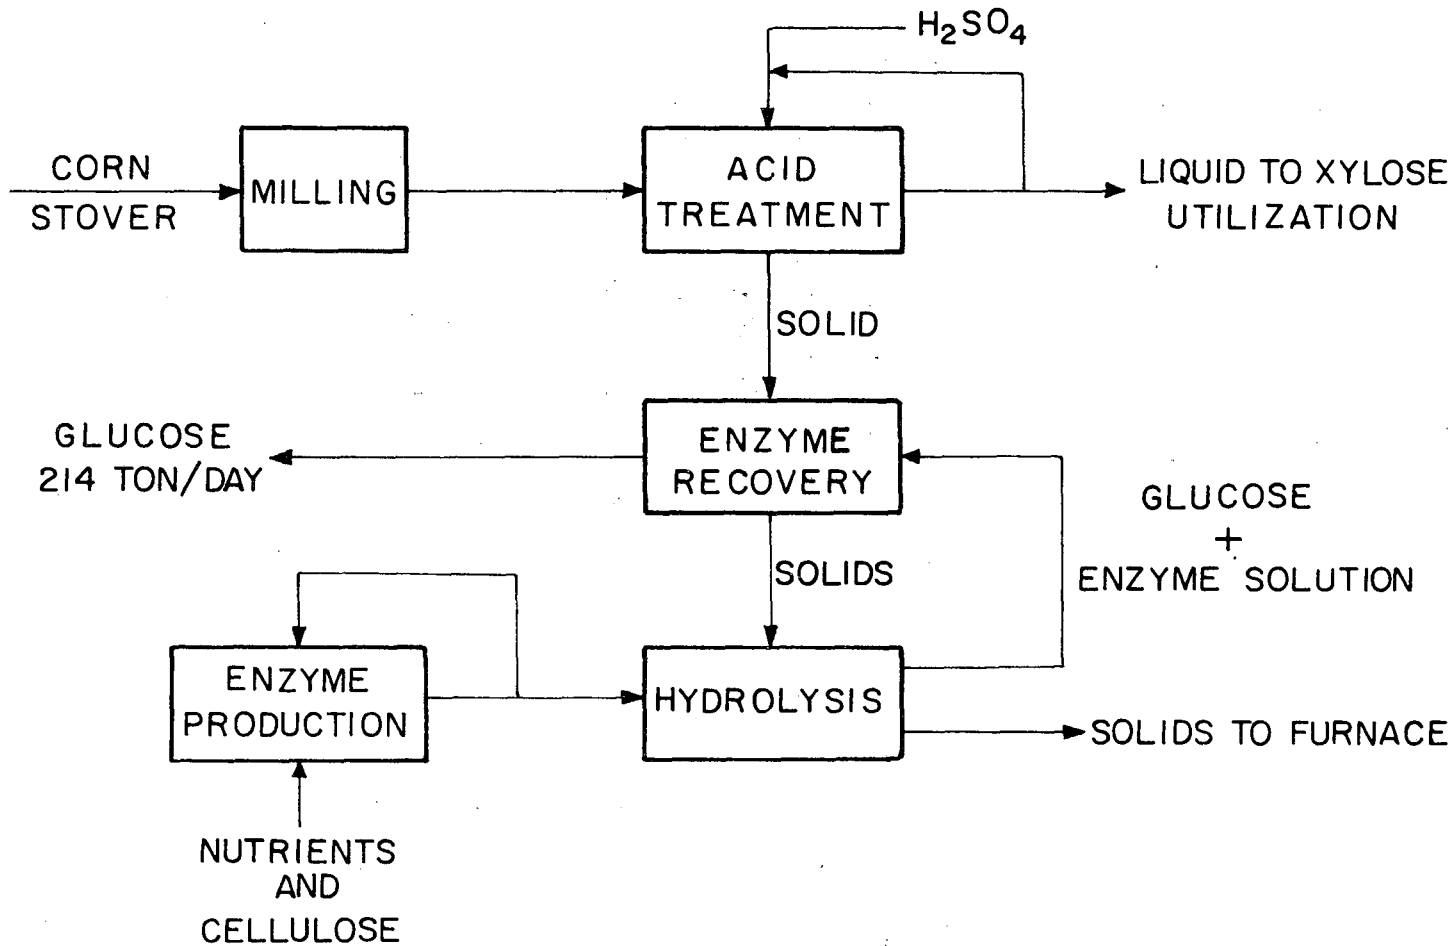 H₂SO₄
CORN
STOVER
MILLING
ACID
TREATMENT
LIQUID TO XYLOSE
UTILIZATION
SOLID
GLUCOSE
214 TON/DAY
ENZYME
RECOVERY
GLUCOSE
+
ENZYME SOLUTION
SOLIDS
ENZYME
PRODUCTION
HYDROLYSIS
SOLIDS TO FURNACE
NUTRIENTS
AND
CELLULOSE